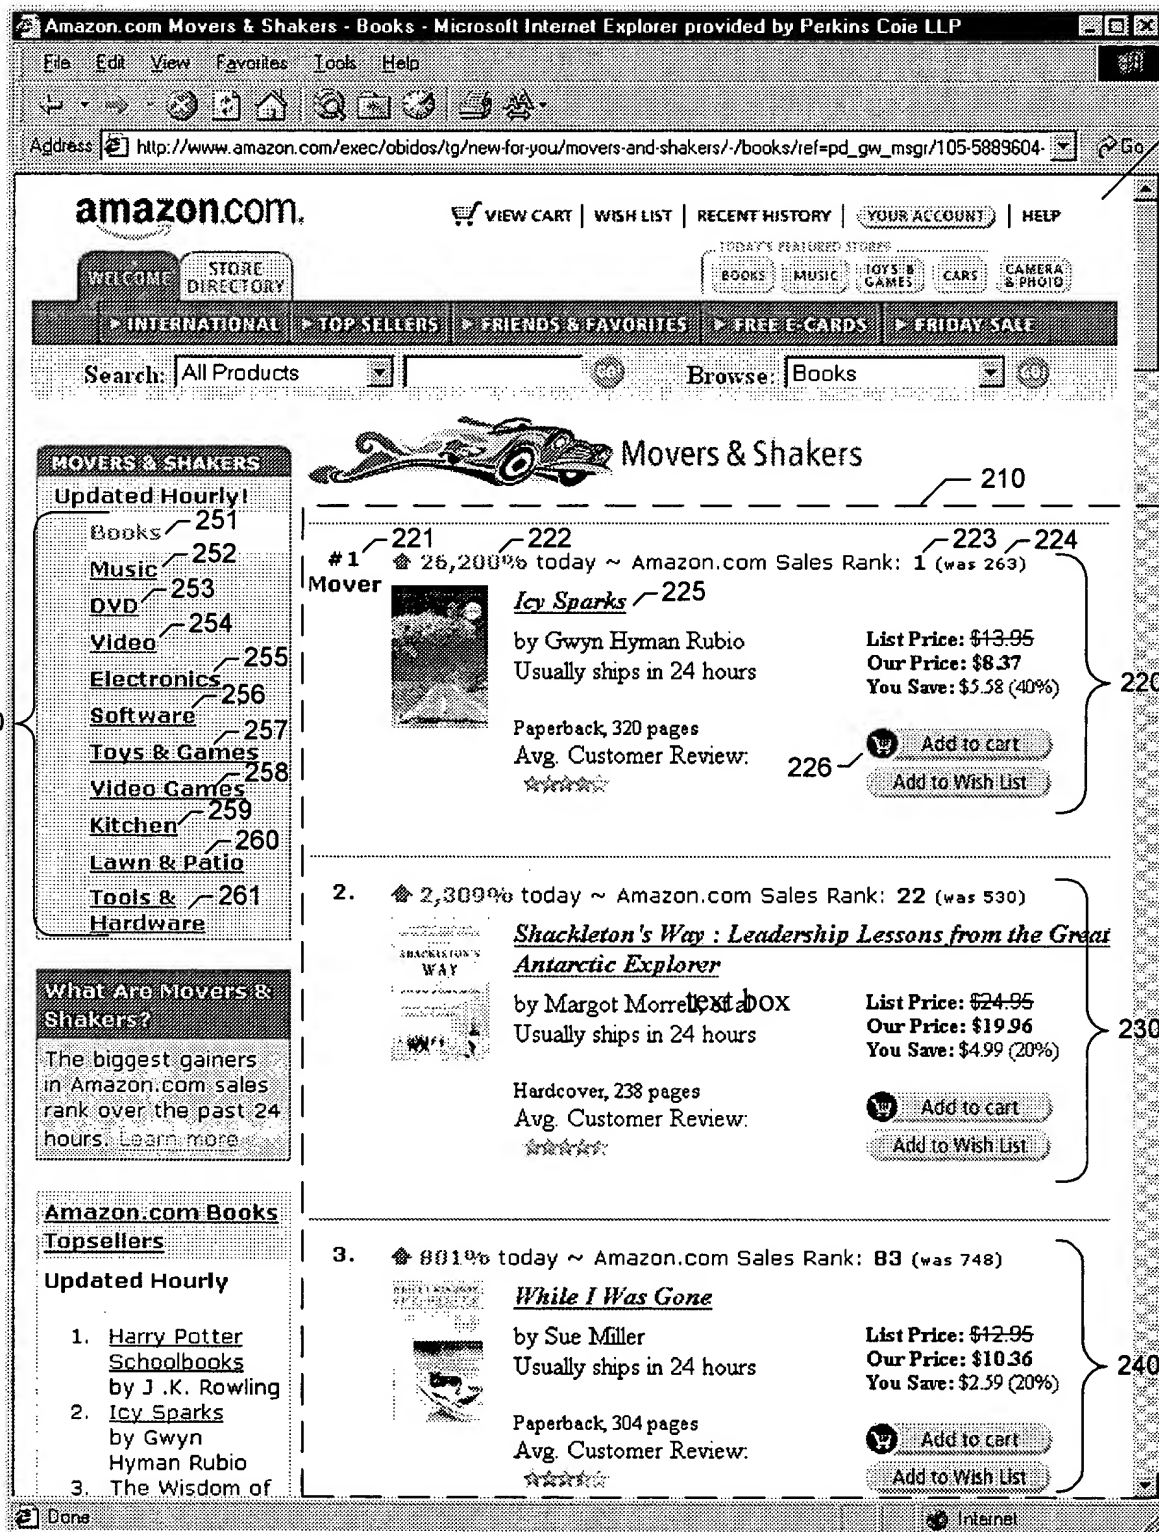 Amazon.com Movers & Shakers - Books - Microsoft Internet Explorer provided by Perkins Coie LLP
File Edit View Favorites Tools Help
Address http://www.amazon.com/exec/obidos/tg/new-for-you/movers-and-shakers/-/books/ref=pd_gw_msgr/105-5889604- Go
amazon.com.
VIEW CART | WISH LIST | RECENT HISTORY | YOUR ACCOUNT | HELP
WELCOME STORE DIRECTORY
TODAY'S FEATURED STORES
BOOKS MUSIC TOYS & GAMES CARS CAMERA & PHOTO
INTERNATIONAL TOP SELLERS FRIENDS & FAVORITES FREE E-CARDS FRIDAY SALE
Search: All Products GO Browse: Books GO
Movers & Shakers
210
MOVERS & SHAKERS
Updated Hourly!
Books 251
Music 252
DVD 253
Video 254
Electronics 255
Software 256
Toys & Games 257
Video Games 258
Kitchen 259
Lawn & Patio 260
Tools & Hardware 261
What Are Movers & Shakers?
The biggest gainers
in Amazon.com sales
rank over the past 24
hours. Learn more
Amazon.com Books
Topsellers
Updated Hourly
1. Harry Potter
Schoolbooks
by J .K. Rowling
2. Icy Sparks
by Gwyn
Hyman Rubio
3. The Wisdom of
#1 Mover 221
26,200% today ~ Amazon.com Sales Rank: 1 (was 263)
222 223 224
Icy Sparks 225
by Gwyn Hyman Rubio
Usually ships in 24 hours
List Price: $13.95
Our Price: $8.37
You Save: $5.58 (40%)
220
Paperback, 320 pages
Avg. Customer Review:
226 Add to cart
Add to Wish List
2. 2,309% today ~ Amazon.com Sales Rank: 22 (was 530)
SHACKLETON'S WAY
Shackleton's Way : Leadership Lessons from the Great
Antarctic Explorer
by Margot Morrell, et al
text box
Usually ships in 24 hours
List Price: $24.95
Our Price: $19.96
You Save: $4.99 (20%)
230
Hardcover, 238 pages
Avg. Customer Review:
Add to cart
Add to Wish List
3. 801% today ~ Amazon.com Sales Rank: 83 (was 748)
While I Was Gone
by Sue Miller
Usually ships in 24 hours
List Price: $12.95
Our Price: $10.36
You Save: $2.59 (20%)
240
Paperback, 304 pages
Avg. Customer Review:
Add to cart
Add to Wish List
Done Internet